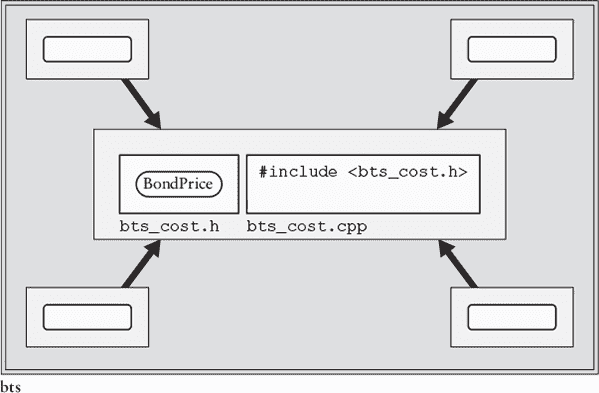 BondPrice
#include <bts_cost.h>
bts_cost.h
bts_cost.cpp
bts